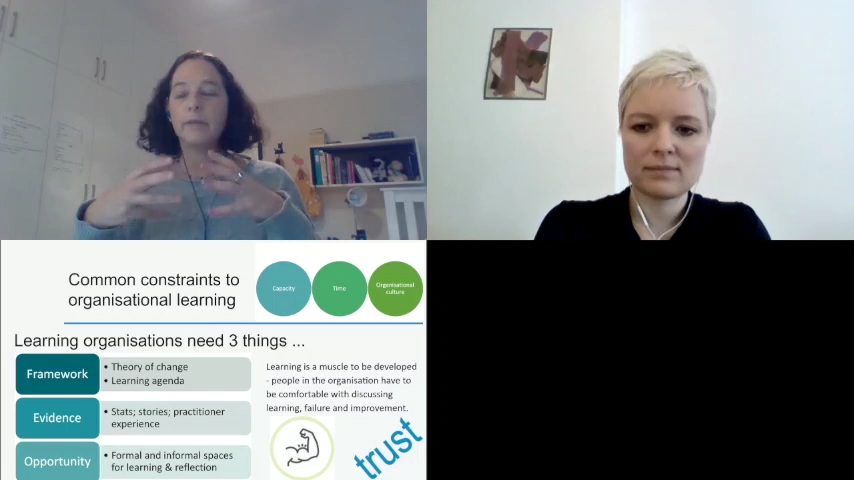 Common constraints to
organisational learning
Capacity
Time
Organisational
culture
Learning organisations need 3 things ...
Framework
• Theory of change
• Learning agenda
Evidence
• Stats; stories; practitioner
experience
Opportunity
• Formal and informal spaces
for learning & reflection
Learning is a muscle to be developed
- people in the organisation have to
be comfortable with discussing
learning, failure and improvement.
trust